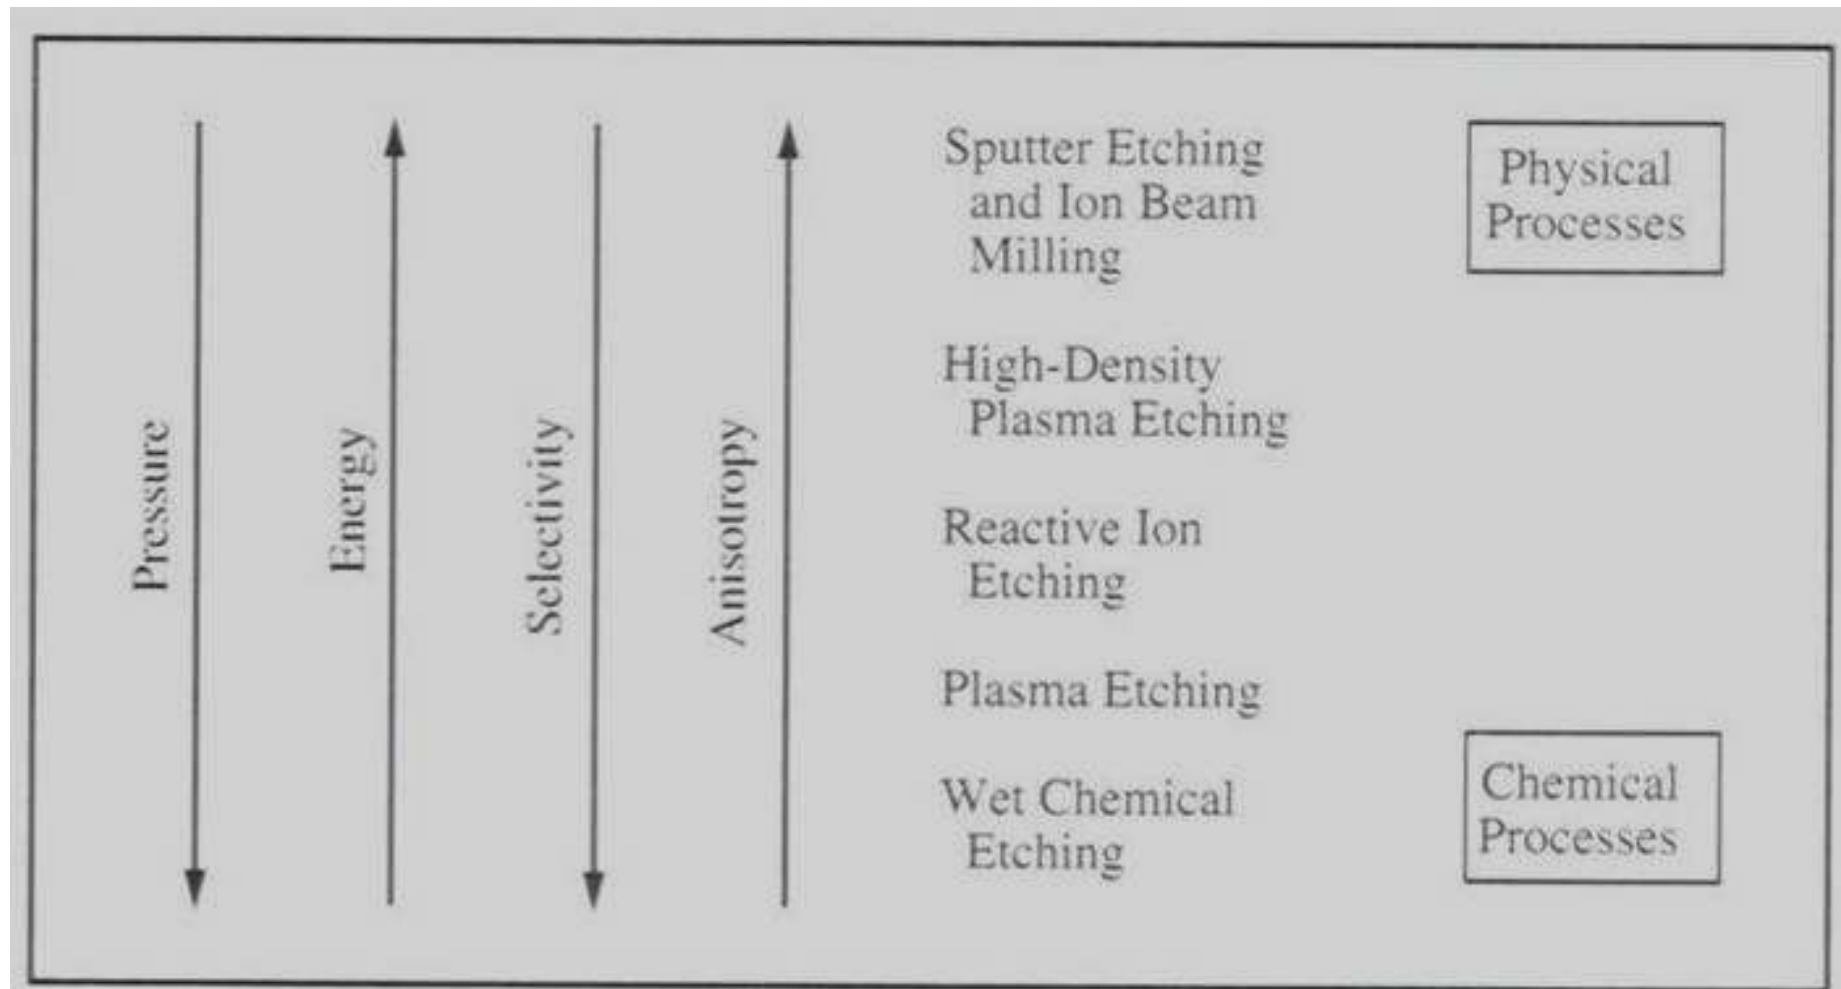 Pressure
Energy
Selectivity
Anisotropy
Sputter Etching
and Ion Beam
Milling
High-Density
Plasma Etching
Reactive Ion
Etching
Plasma Etching
Wet Chemical
Etching
Physical
Processes
Chemical
Processes